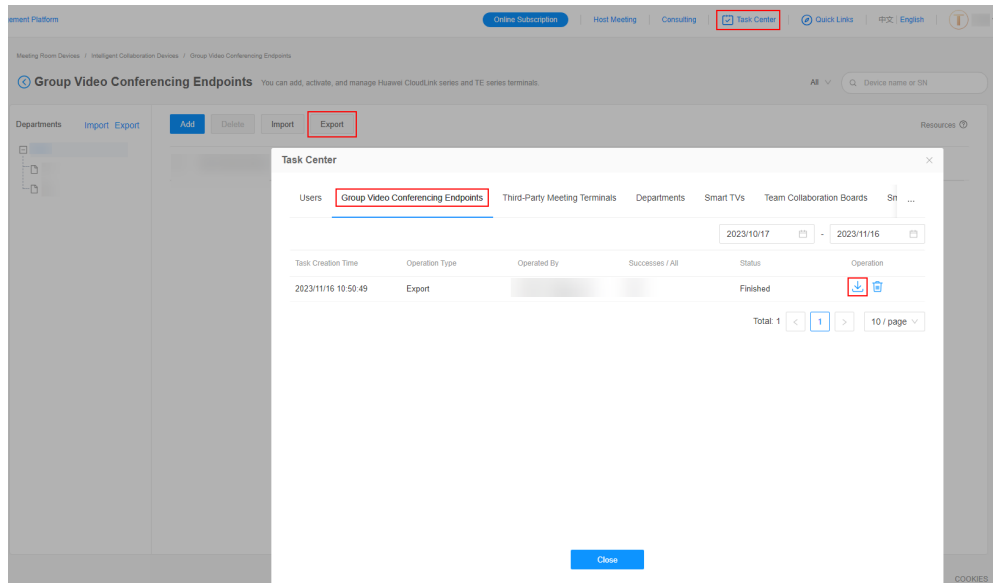 ement Platform
Online Subscription
Host Meeting
Consulting
Task Center
Quick Links
中文 English
T
Meeting Room Devices / Intelligent Collaboration Devices / Group Video Conferencing Endpoints
Group Video Conferencing Endpoints You can add, activate, and manage Huawei CloudLink series and TE series terminals.
All
Device name or SN
Departments
Import Export
Add
Delete
Import
Export
Resources
Task Center
Users
Group Video Conferencing Endpoints
Third-Party Meeting Terminals
Departments
Smart TVs
Team Collaboration Boards
Sm ...
2023/10/17 - 2023/11/16
Task Creation Time Operation Type Operated By Successes / All Status Operation
2023/11/16 10:50:49 Export Finished
Total: 1 < 1 > 10 / page
Close
COOKIES